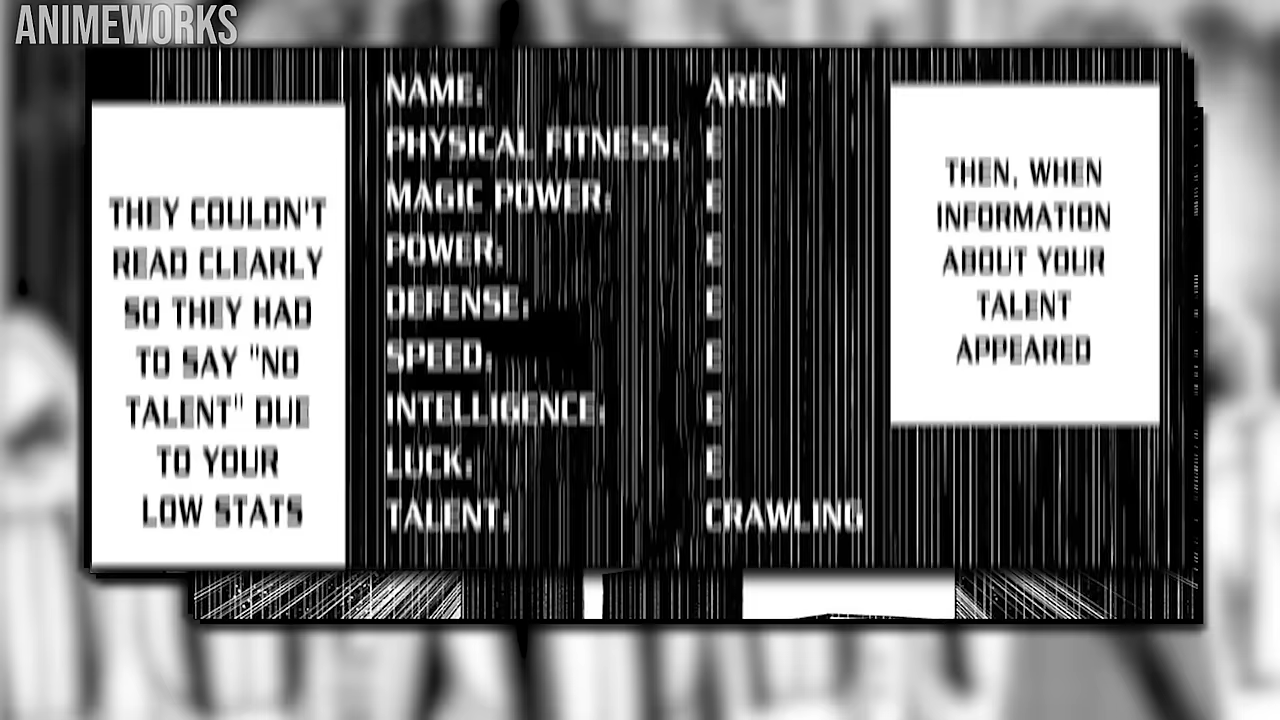 ANIMEWORKS
THEY COULDN'T
READ CLEARLY
SO THEY HAD
TO SAY "NO
TALENT" DUE
TO YOUR
LOW STATS
NAME: AREN
PHYSICAL FITNESS: E
MAGIC POWER: E
POWER: E
DEFENSE: E
SPEED: E
INTELLIGENCE: E
LUCK: E
TALENT: CRAWLING
THEN, WHEN
INFORMATION
ABOUT YOUR
TALENT
APPEARED